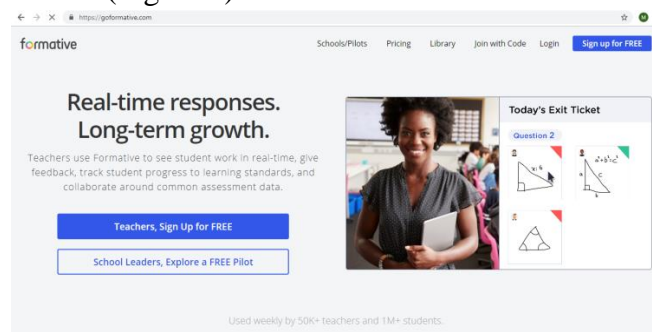 https://goformative.com
formative
Schools/Pilots Pricing Library Join with Code Login Sign up for FREE
Real-time responses.
Long-term growth.
Teachers use Formative to see student work in real-time, give
feedback, track student progress to learning standards, and
collaborate around common assessment data.
Teachers, Sign Up for FREE
School Leaders, Explore a FREE Pilot
Today's Exit Ticket
Question 2
a²+b²=c²
a
c
b
Used weekly by 50K+ teachers and 1M+ students.